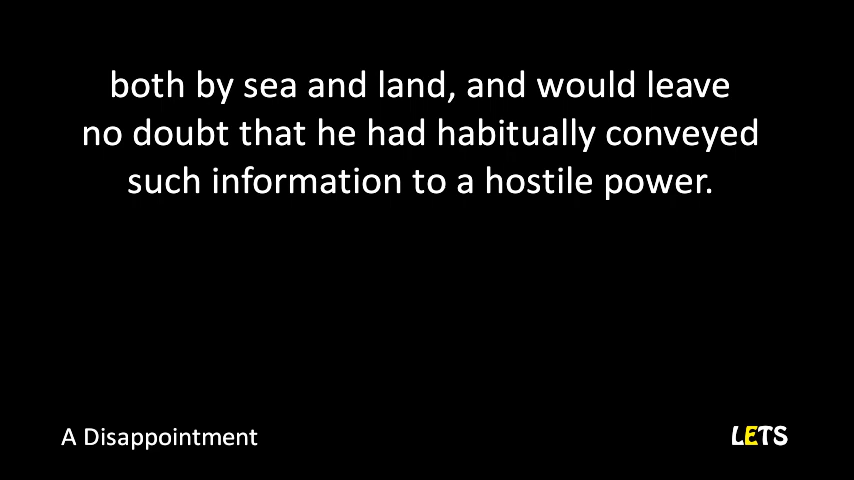 both by sea and land, and would leave
no doubt that he had habitually conveyed
such information to a hostile power.
A Disappointment
LETS